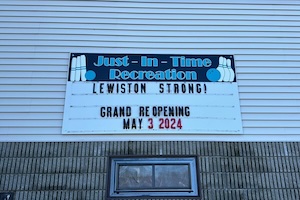 Just-In-Time
Recreation
LEWISTON STRONG!
GRAND REOPENING
MAY 3 2024